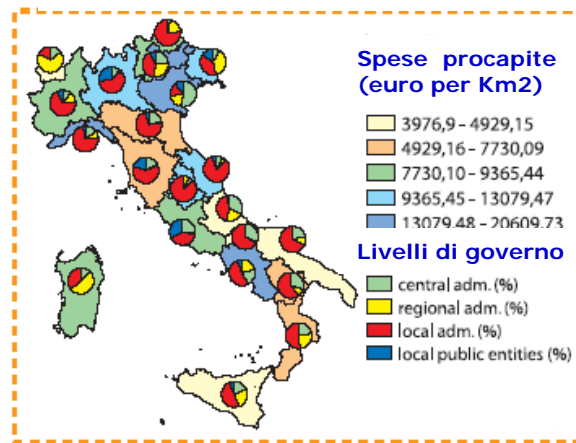 Spese procapite
(euro per Km2)
3976,9 – 4929,15
4929,16 – 7730,09
7730,10 – 9365,44
9365,45 – 13079,47
13079,48 – 20609,73
Livelli di governo
central adm. (%)
regional adm. (%)
local adm. (%)
local public entities (%)